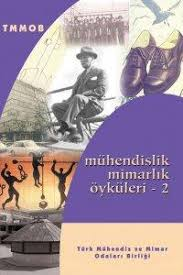 TMMOB
mühendislik
mimarlık
öyküleri - 2
Türk Mühendis ve Mimar
Odaları Birliği